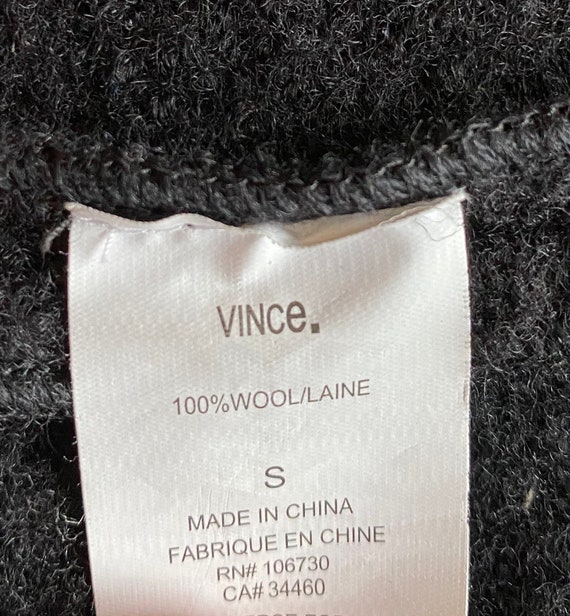 VINCe.
100%WOOL/LAINE
S
MADE IN CHINA
FABRIQUE EN CHINE
RN# 106730
CA# 34460